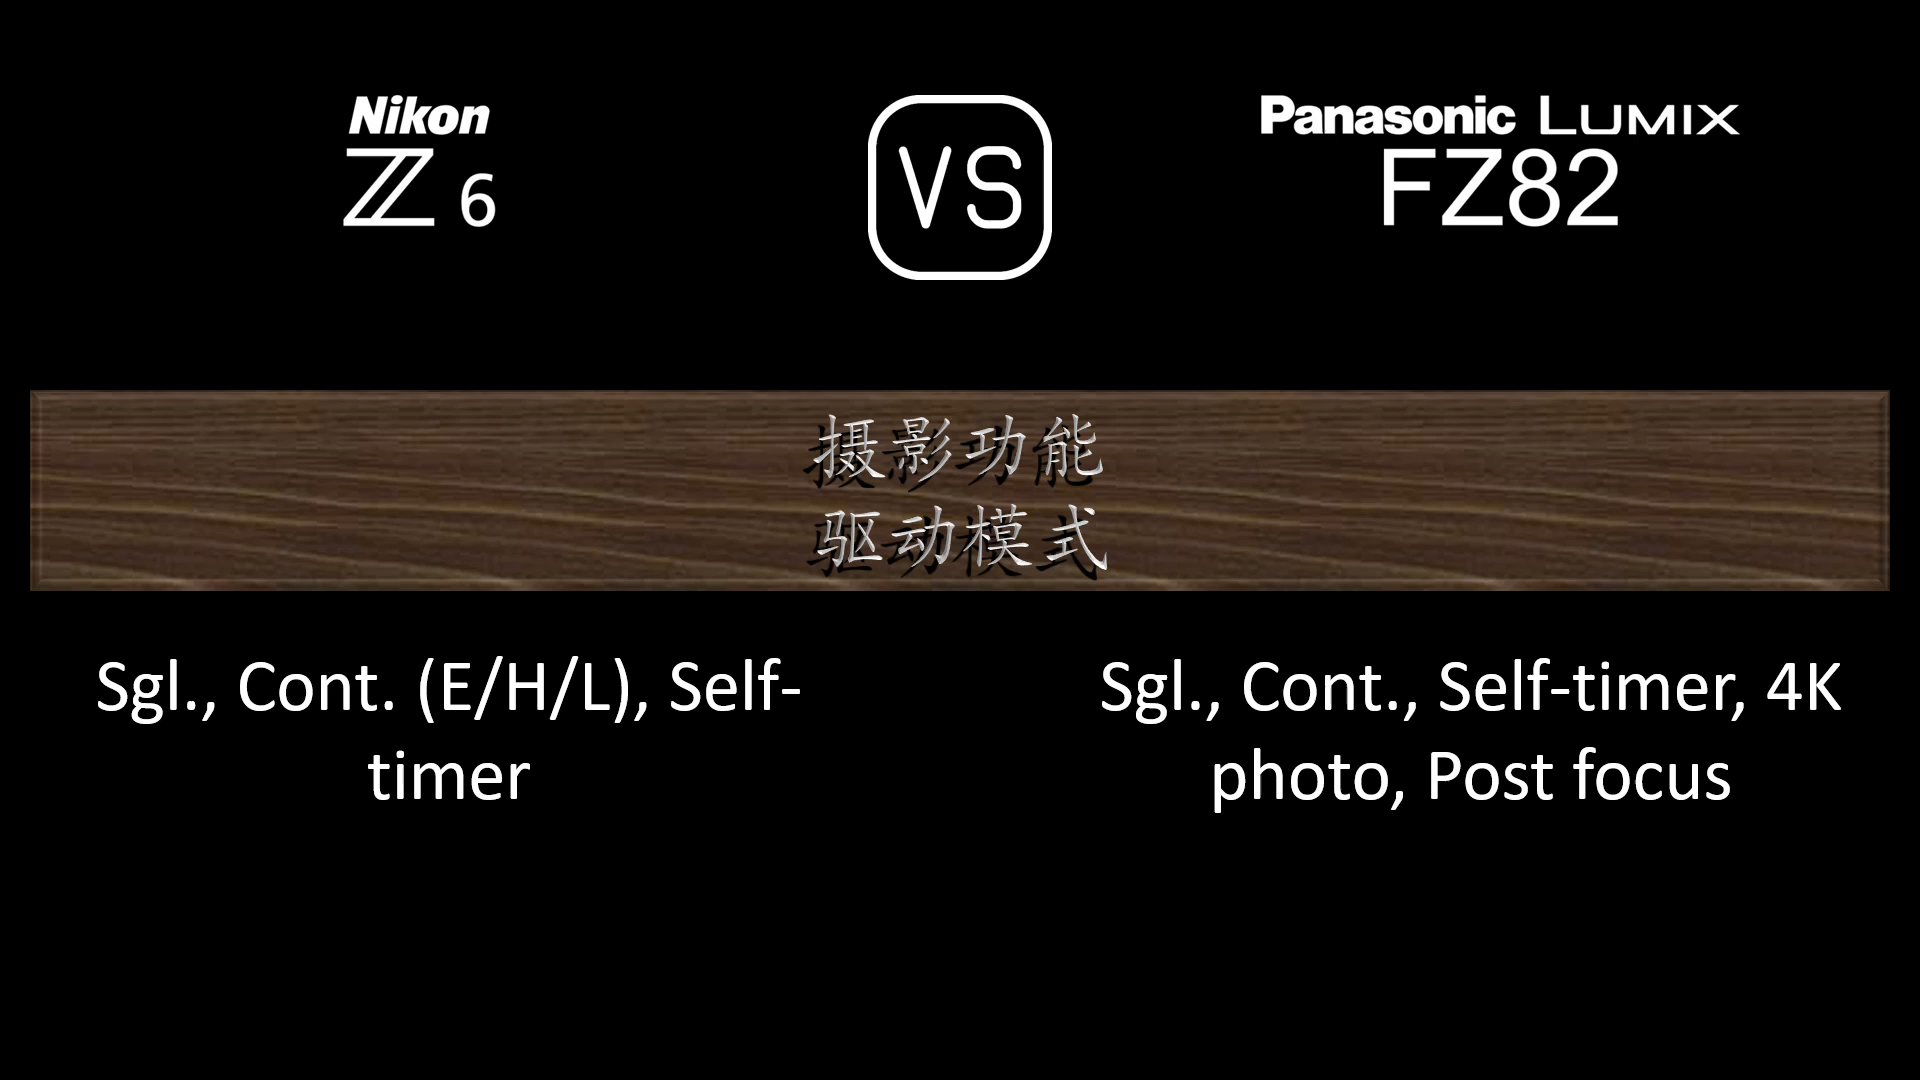 Nikon
Z 6
VS
Panasonic LUMIX
FZ82
摄影功能
驱动模式
Sgl., Cont. (E/H/L), Self-
timer
Sgl., Cont., Self-timer, 4K
photo, Post focus